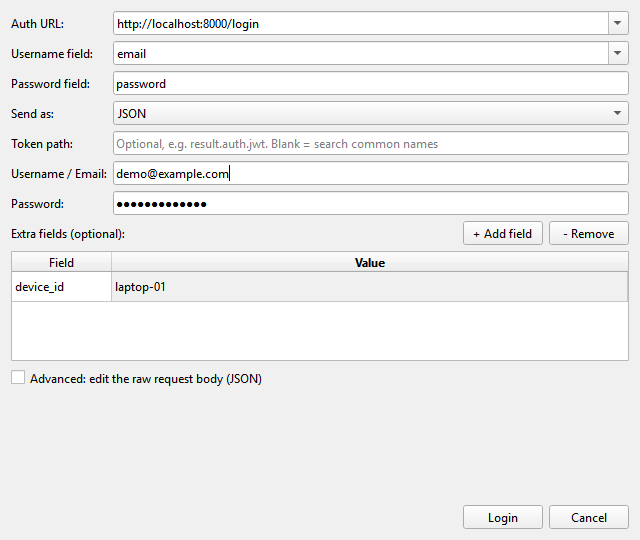 Auth URL: http://localhost:8000/login
Username field: email
Password field: password
Send as: JSON
Token path: Optional, e.g. result.auth.jwt. Blank = search common names
Username / Email: demo@example.com
Password: ●●●●●●●●●●●●●
Extra fields (optional): + Add field - Remove
Field Value
device_id laptop-01
Advanced: edit the raw request body (JSON)
Login Cancel